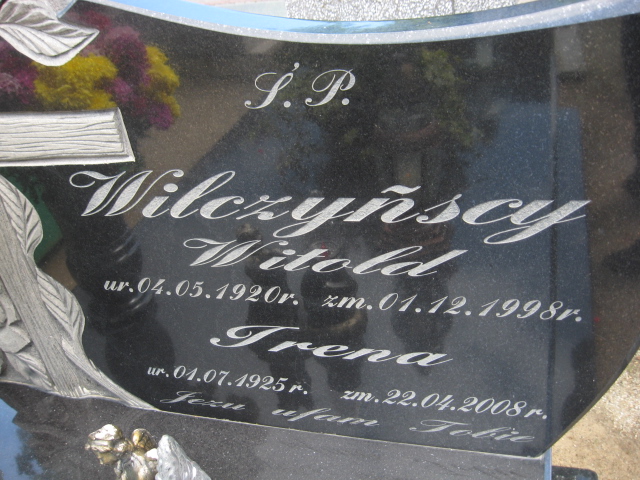 Ś.P.
Wilczyñscy
Witold
ur.04.05.1920r. zm.01.12.1998r.
Irena
ur.01.07.1925r. zm.22.04.2008r.
Jezu ufam Tobie